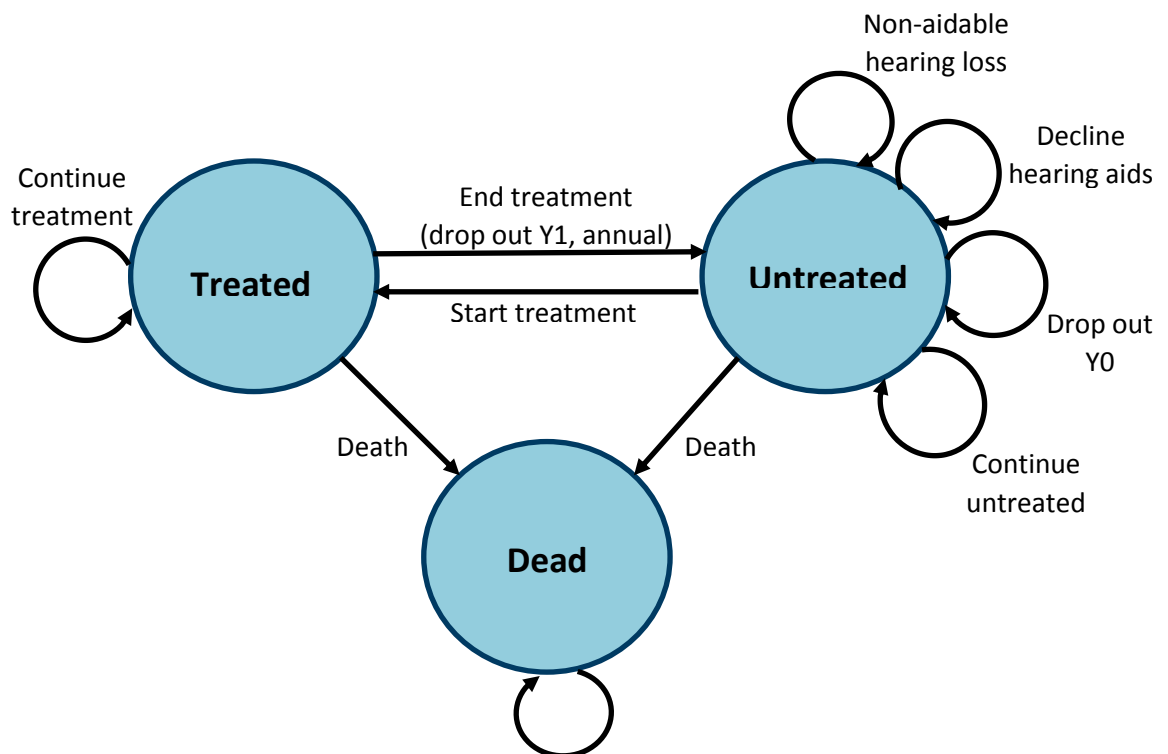 Non-aidable
hearing loss
Decline
hearing aids
Continue
treatment
End treatment
(drop out Y1, annual)
Treated
Untreated
Start treatment
Drop out
Y0
Death
Death
Continue
untreated
Dead